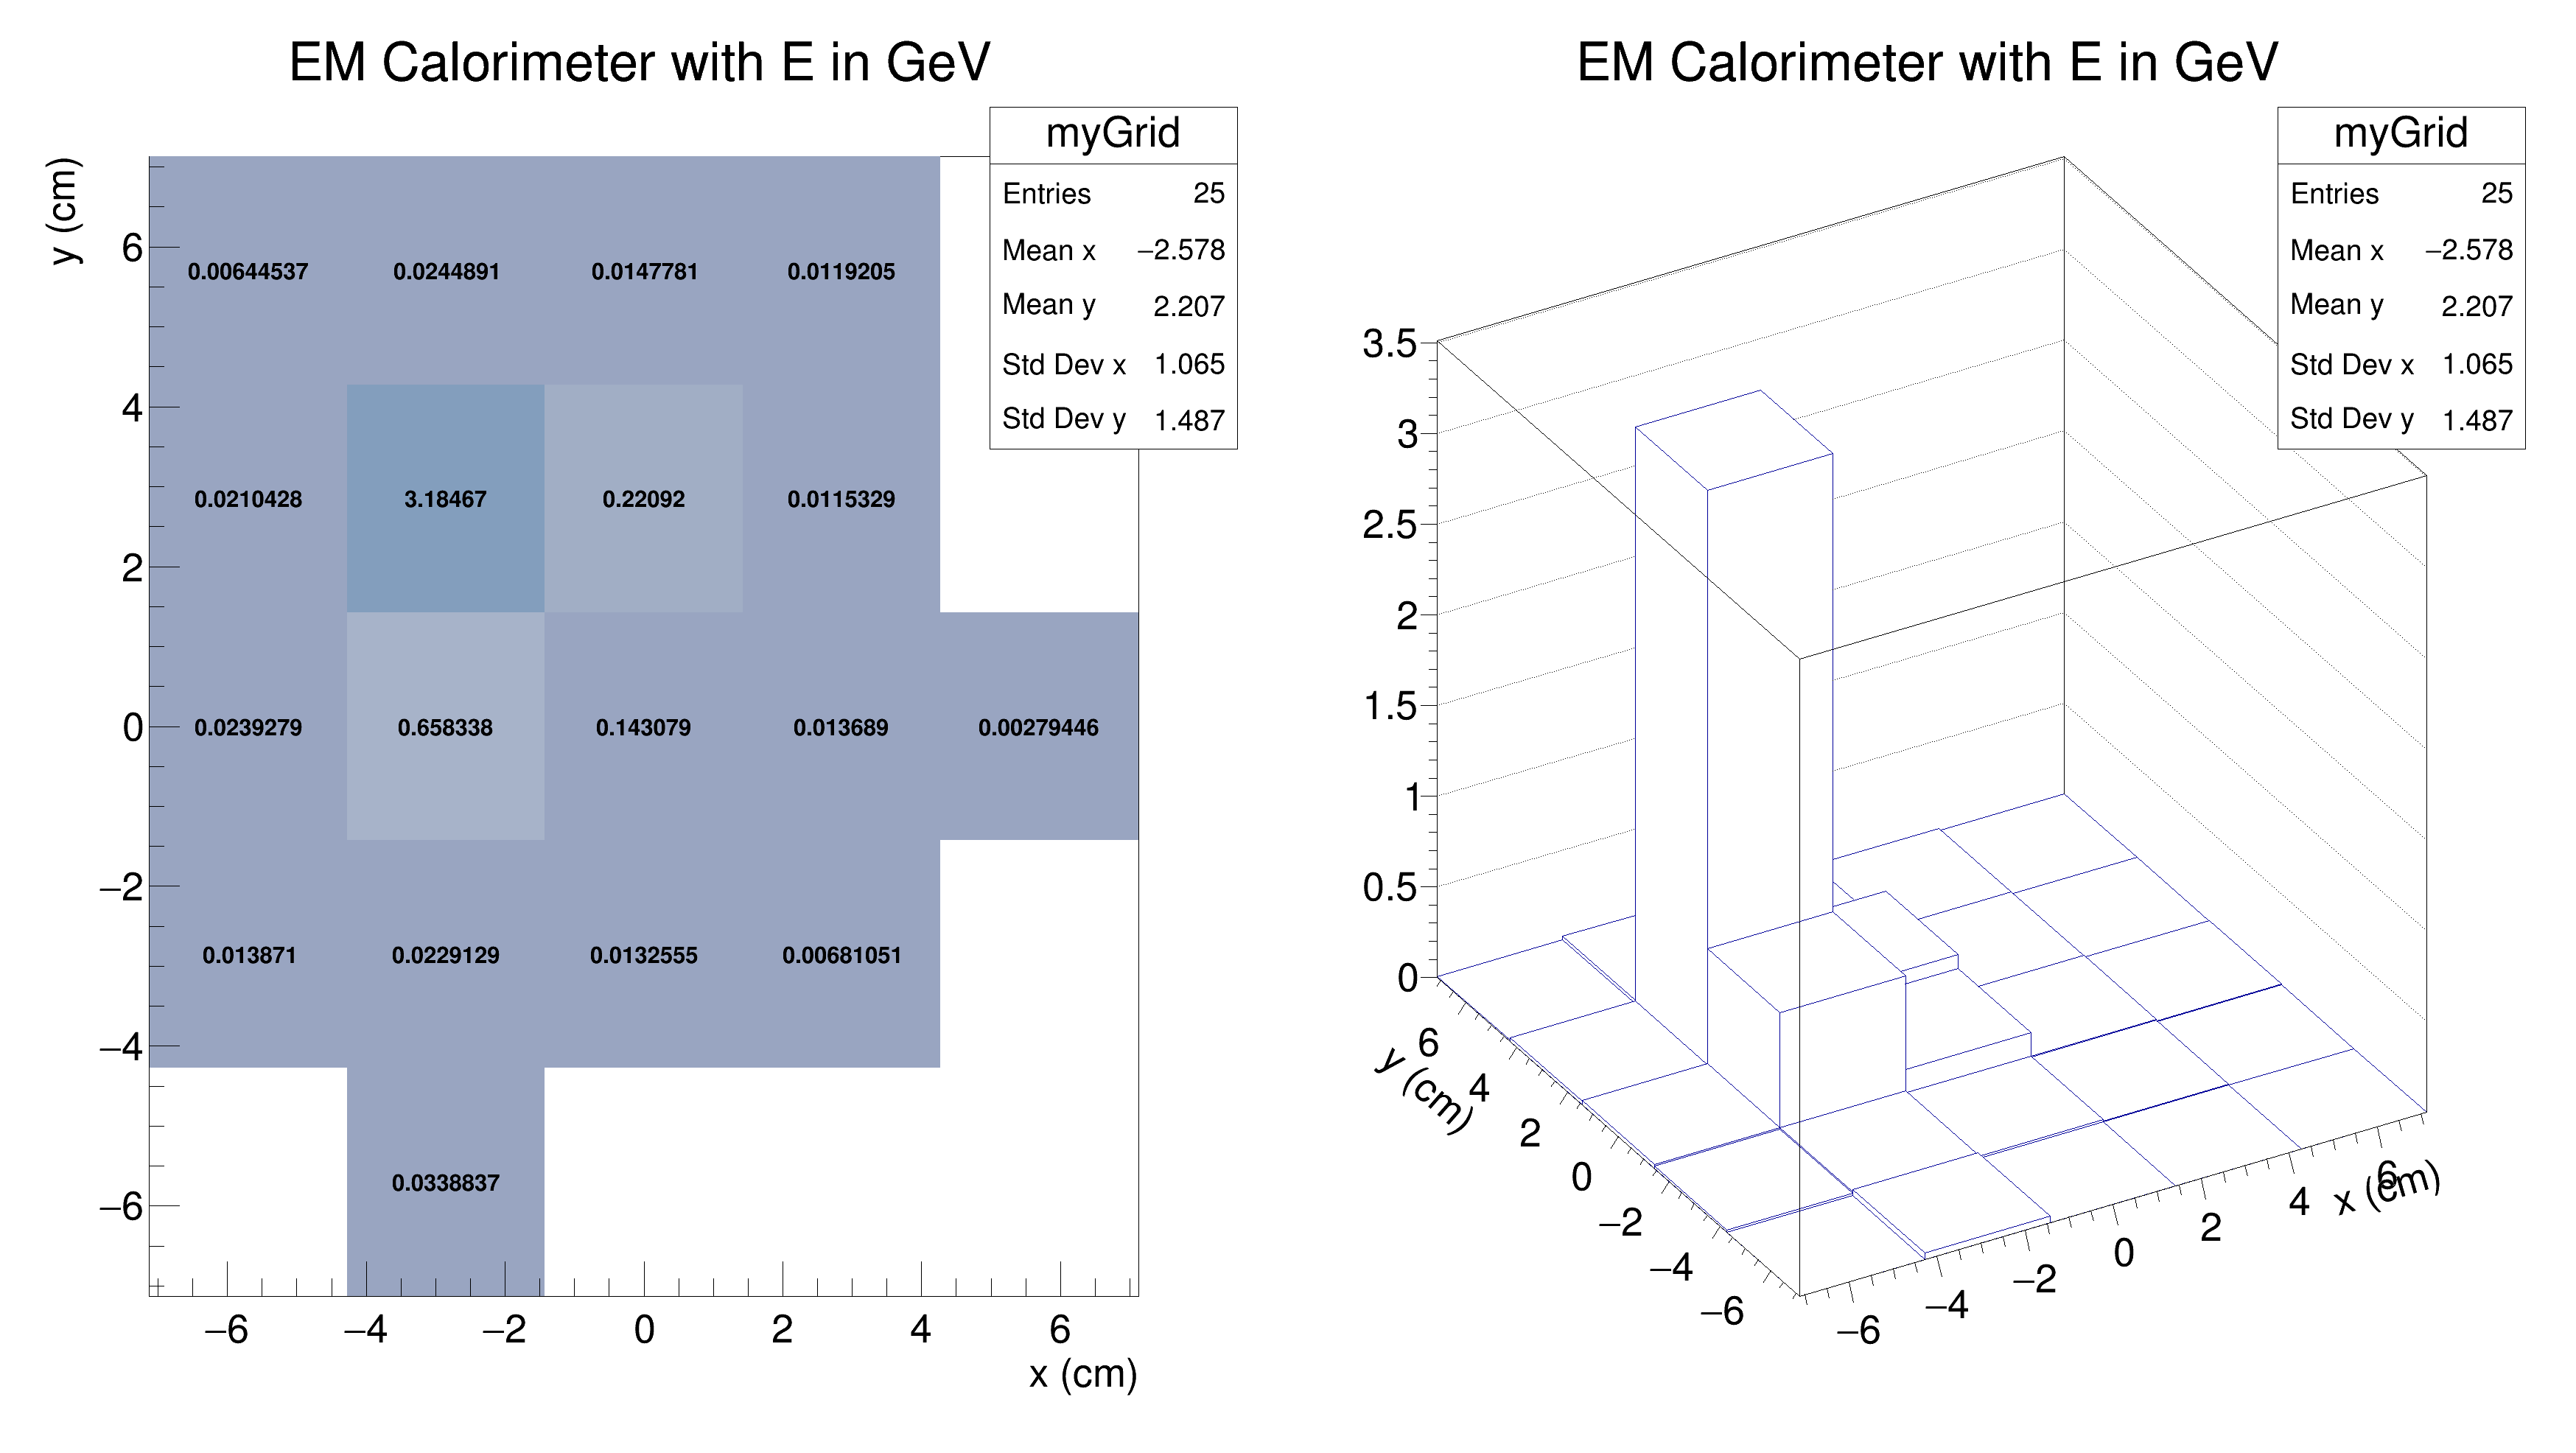 EM Calorimeter with E in GeV
myGrid
Entries 25
Mean x −2.578
Mean y 2.207
Std Dev x 1.065
Std Dev y 1.487
y (cm)
6
4
2
0
−2
−4
−6
0.00644537 0.0244891 0.0147781 0.0119205
0.0210428 3.18467 0.22092 0.0115329
0.0239279 0.658338 0.143079 0.013689 0.00279446
0.013871 0.0229129 0.0132555 0.00681051
0.0338837
−6 −4 −2 0 2 4 6
x (cm)
EM Calorimeter with E in GeV
myGrid
Entries 25
Mean x −2.578
Mean y 2.207
Std Dev x 1.065
Std Dev y 1.487
3.5
3
2.5
2
1.5
1
0.5
0
6
4
2
0
−2
−4
−6
y (cm)
−6
−4
−2
0
2
4
6
x (cm)